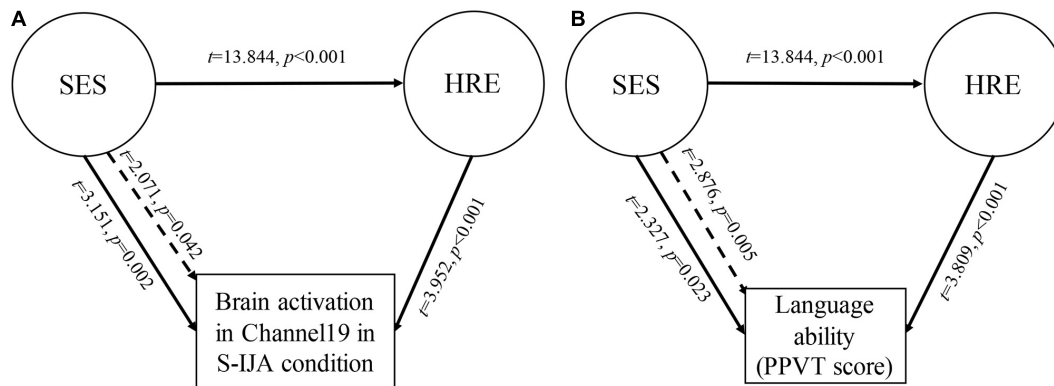 A
t=13.844, p<0.001
SES
HRE
t=2.071, p=0.042
t=3.151, p=0.002
t=3.952, p<0.001
Brain activation
in Channel19 in
S-IJA condition
B
t=13.844, p<0.001
SES
HRE
t=2.876, p=0.005
t=2.327, p=0.023
t=3.809, p<0.001
Language
ability
(PPVT score)